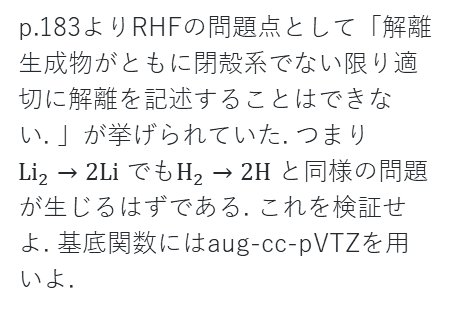 p.183よりRHFの問題点として「解離
生成物がともに閉殻系でない限り適
切に解離を記述することはできな
い.」が挙げられていた. つまり
Li₂ → 2Li でもH₂ → 2H と同様の問題
が生じるはずである. これを検証せ
よ. 基底関数にはaug-cc-pVTZを用
いよ.